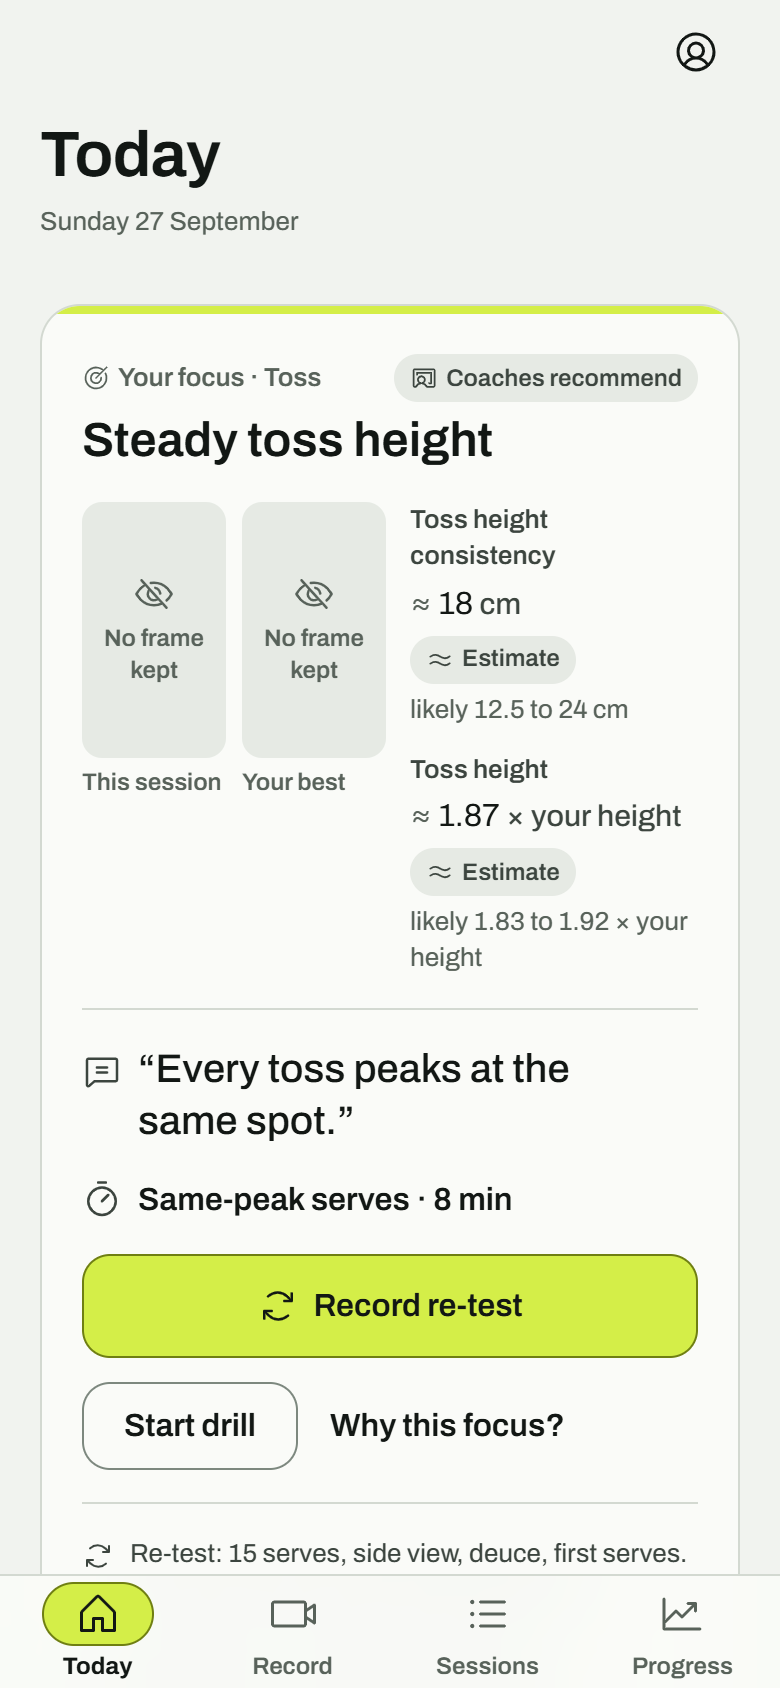 Today
Sunday 27 September
Your focus · Toss
Coaches recommend
Steady toss height
No frame
kept
No frame
kept
This session
Your best
Toss height
consistency
≈ 18 cm
Estimate
likely 12.5 to 24 cm
Toss height
≈ 1.87 × your height
Estimate
likely 1.83 to 1.92 × your
height
“Every toss peaks at the
same spot.”
Same-peak serves · 8 min
Record re-test
Start drill
Why this focus?
Re-test: 15 serves, side view, deuce, first serves.
Today
Record
Sessions
Progress